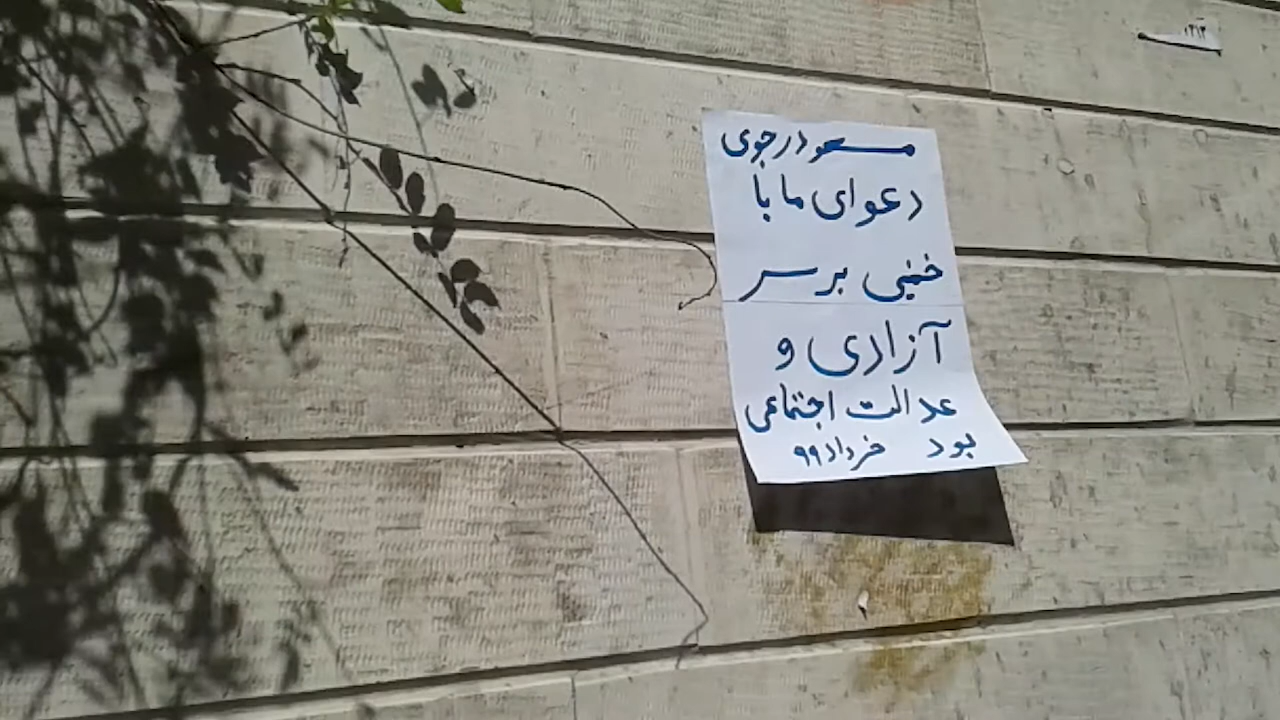 مسعود رجوی
دعوای ما با
خمینی بر سر
آزادی و
عدالت اجتماعی
بود خرداد ۹۹